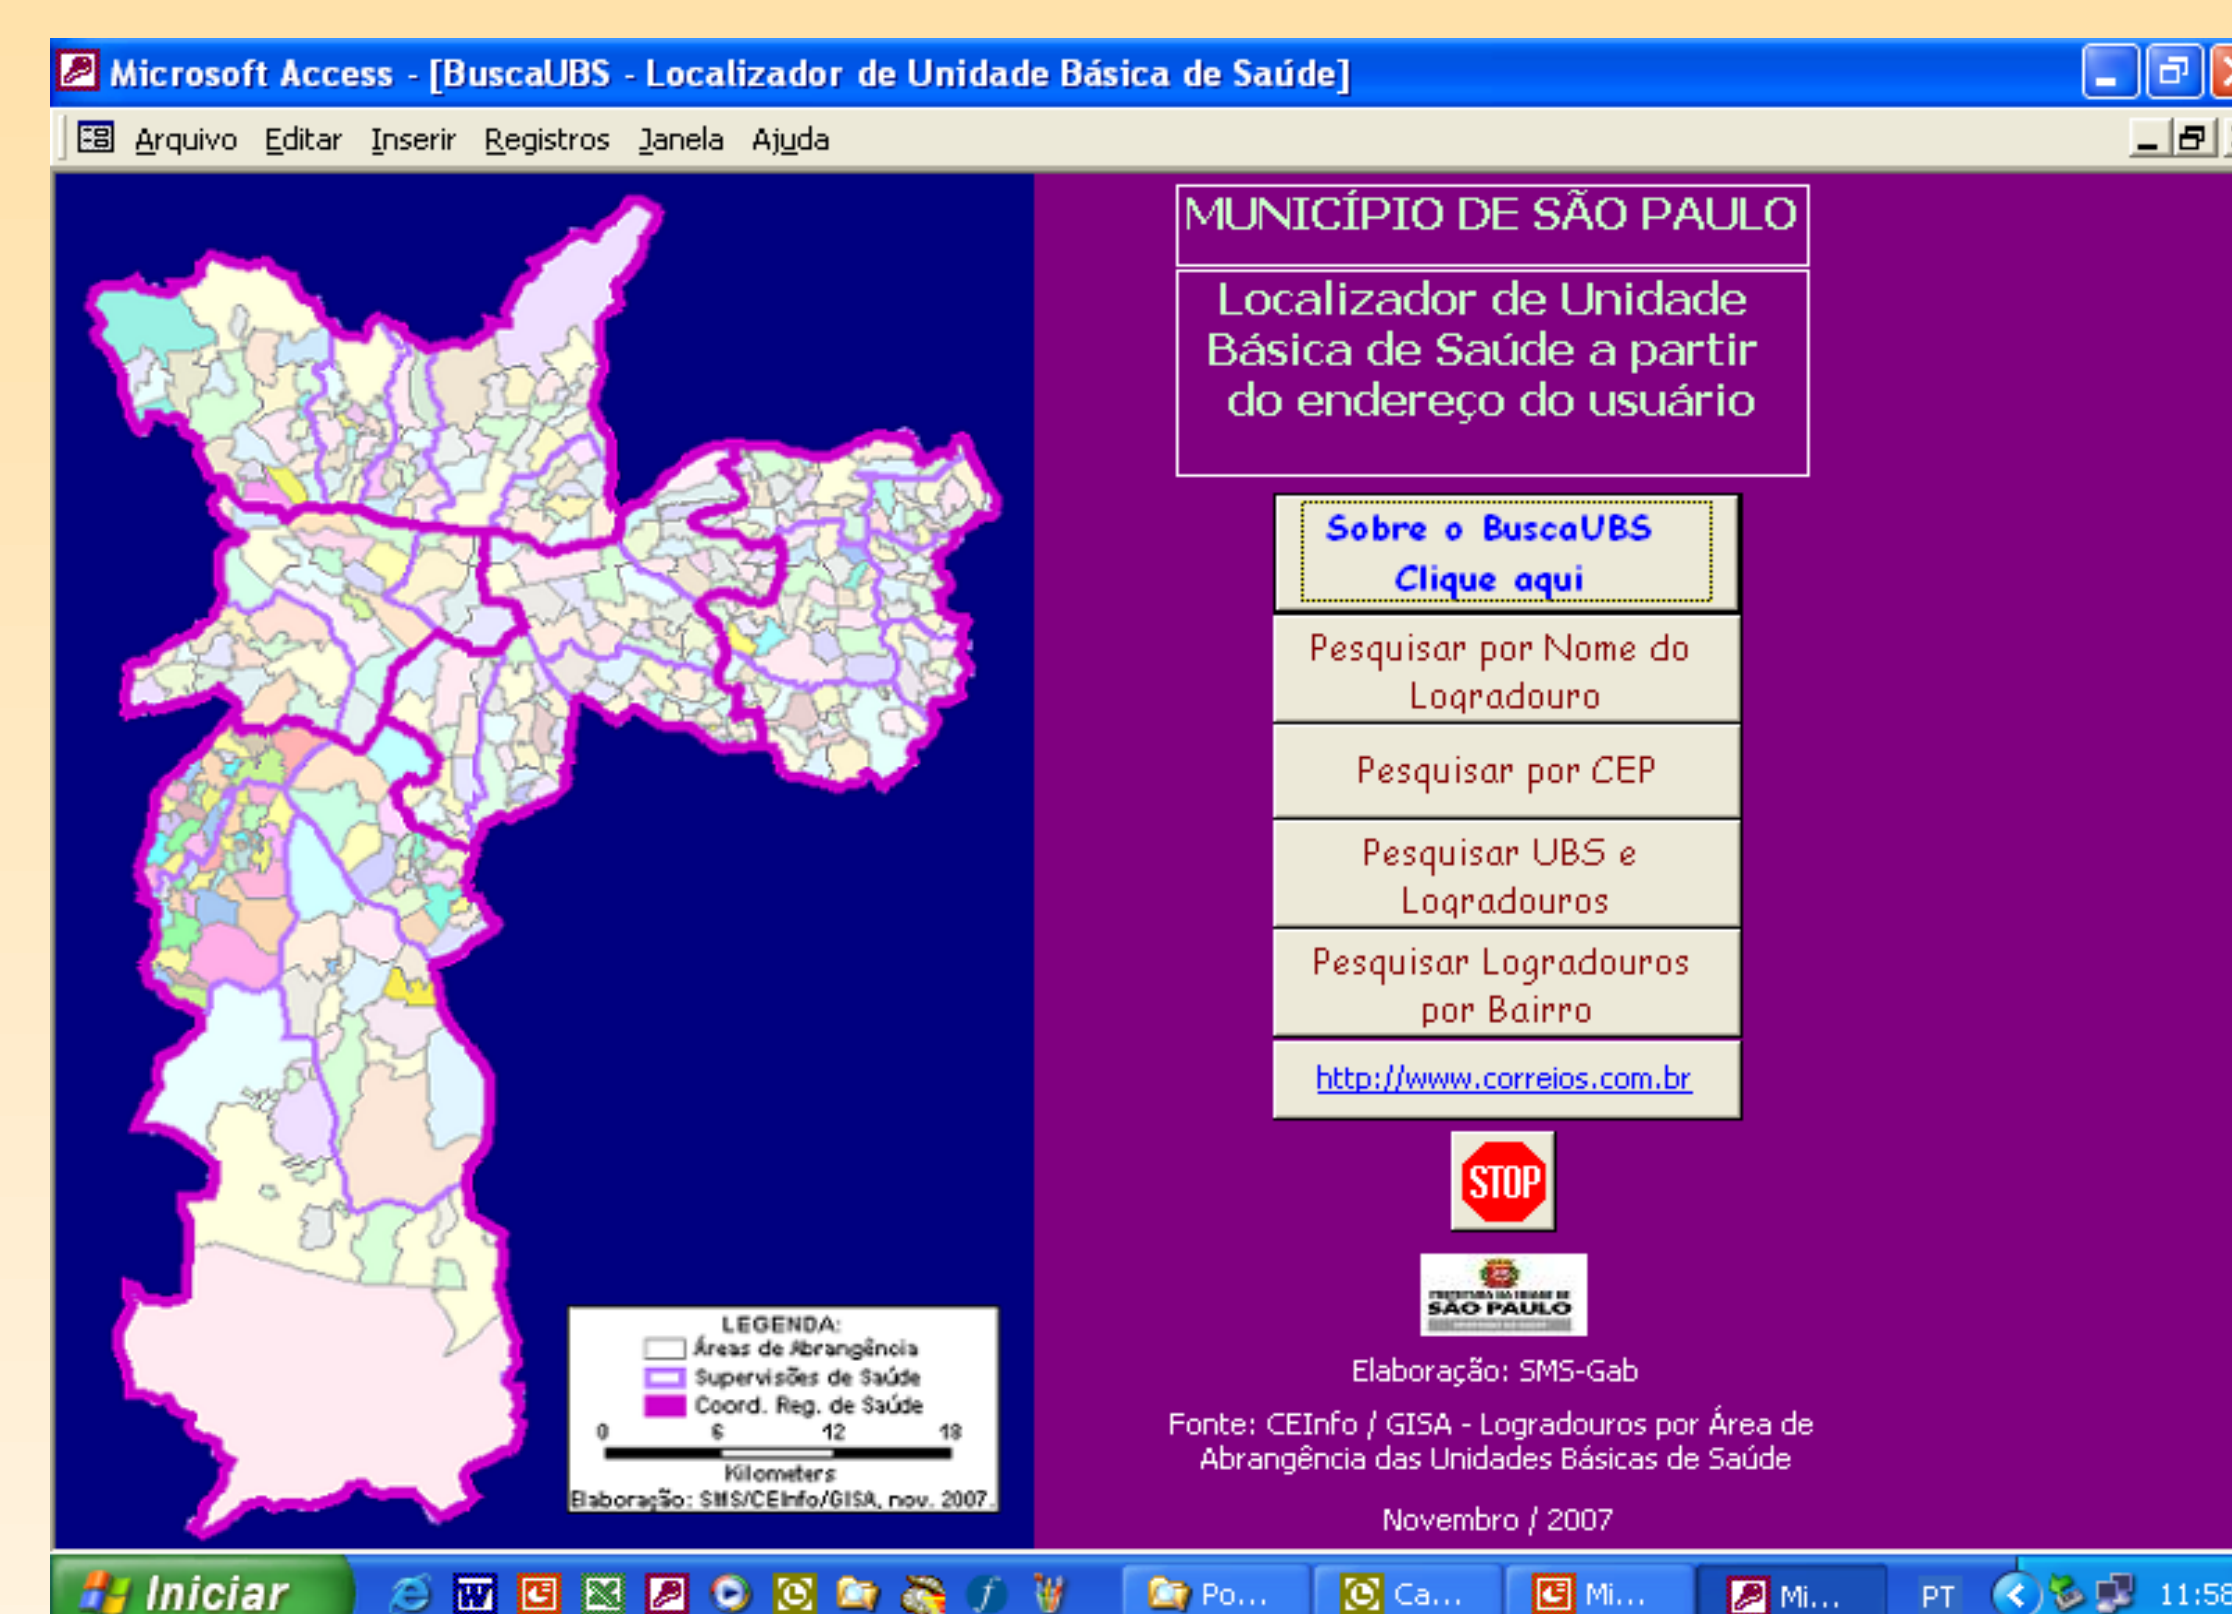 Microsoft Access - [BuscaUBS - Localizador de Unidade Básica de Saúde]
Arquivo Editar Inserir Registros Janela Ajuda
MUNICÍPIO DE SÃO PAULO
Localizador de Unidade
Básica de Saúde a partir
do endereço do usuário
Sobre o BuscaUBS
Clique aqui
Pesquisar por Nome do
Logradouro
Pesquisar por CEP
Pesquisar UBS e
Logradouros
Pesquisar Logradouros
por Bairro
http://www.correios.com.br
STOP
SÃO PAULO
Elaboração: SMS-Gab
Fonte: CEInfo / GISA - Logradouros por Área de
Abrangência das Unidades Básicas de Saúde
Novembro / 2007
LEGENDA:
Áreas de Abrangência
Supervisões de Saúde
Coord. Reg. de Saúde
0 6 12 18
Kilometers
Elaboração: SMS/CEInfo/GISA, nov. 2007.
Iniciar
Po... Ca... Mi... Mi... PT 11:58